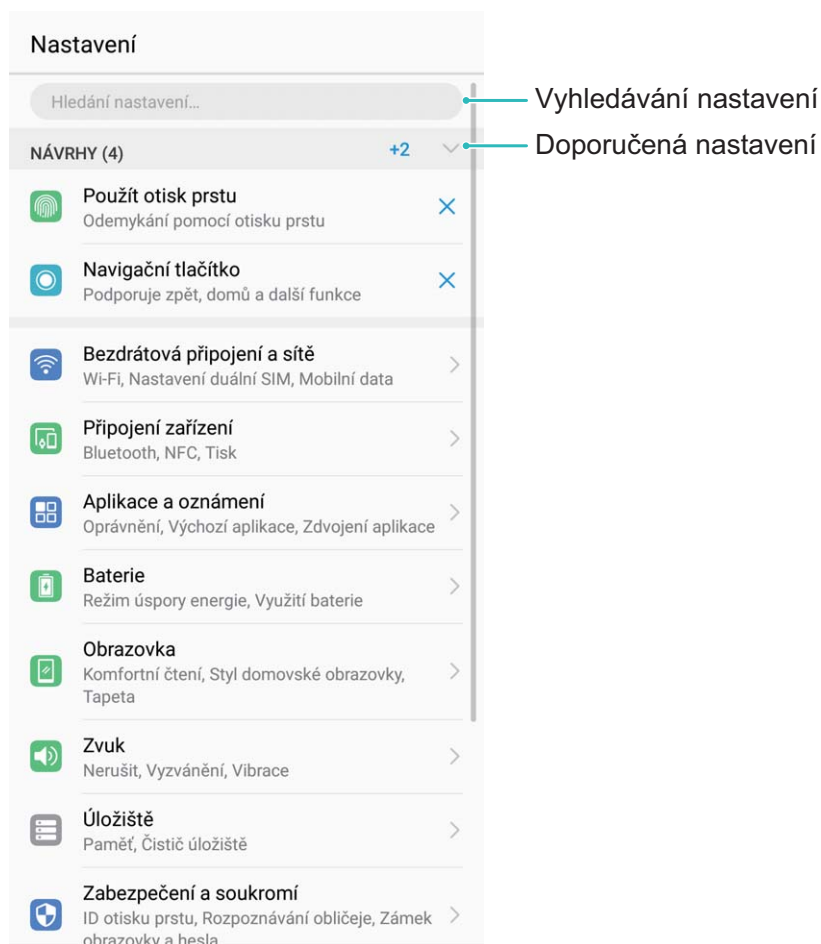 Nastavení
Hledání nastavení...
Vyhledávání nastavení
NÁVRHY (4)
+2
Doporučená nastavení
Použít otisk prstu
Odemykání pomocí otisku prstu
Navigační tlačítko
Podporuje zpět, domů a další funkce
Bezdrátová připojení a sítě
Wi-Fi, Nastavení duální SIM, Mobilní data
Připojení zařízení
Bluetooth, NFC, Tisk
Aplikace a oznámení
Oprávnění, Výchozí aplikace, Zdvojení aplikace
Baterie
Režim úspory energie, Využití baterie
Obrazovka
Komfortní čtení, Styl domovské obrazovky,
Tapeta
Zvuk
Nerušit, Vyzvánění, Vibrace
Úložiště
Paměť, Čistič úložiště
Zabezpečení a soukromí
ID otisku prstu, Rozpoznávání obličeje, Zámek
obrazovky a hesla